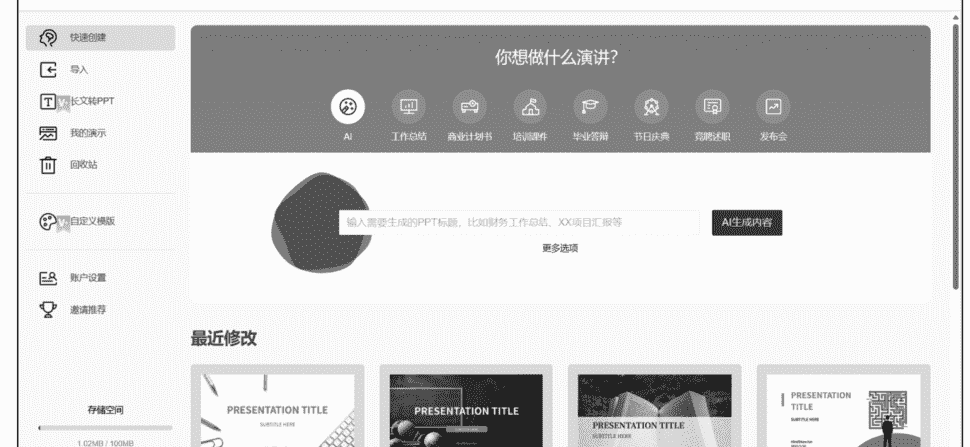 快速创建
导入
长文转PPT
我的演示
回收站
自定义模版
账户设置
邀请推荐
存储空间
1.02MB / 100MB
你想做什么演讲？
AI
工作总结
商业计划书
培训课件
毕业答辩
节日庆典
竞聘述职
发布会
输入需要生成的PPT标题，比如财务工作总结、XX项目汇报等
AI生成内容
更多选项
最近修改
PRESENTATION TITLE
SUBTITLE HERE
PRESENTATION TITLE
PRESENTATION TITLE
SUBTITLE HERE
PRESENTATION
TITLE
SUBTITLE HERE